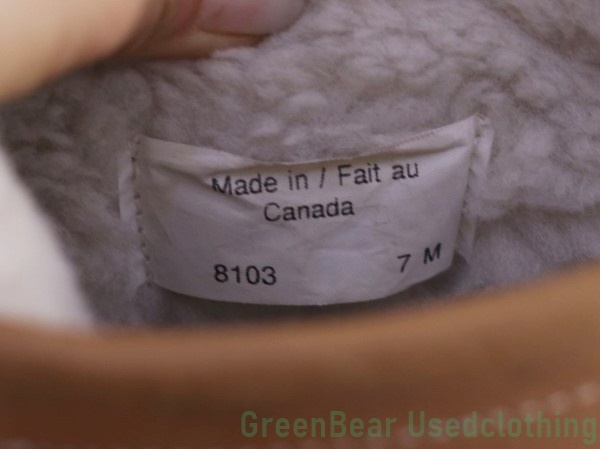 Made in / Fait au
Canada
8103 7 M
GreenBear Usedclothing